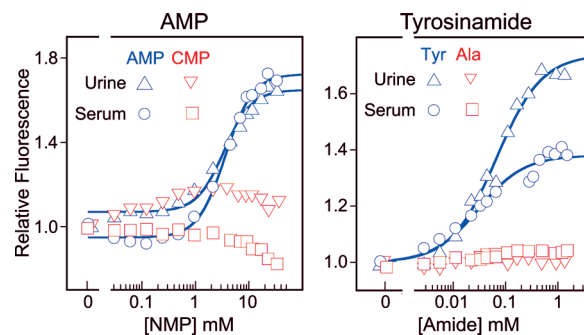 AMP
Relative Fluorescence
1.8
1.4
1.0
AMP CMP
Urine
Serum
0 0.1 1 10
[NMP] mM
Tyrosinamide
1.6
1.4
1.2
1.0
Tyr Ala
Urine
Serum
0 0.01 0.1 1
[Amide] mM